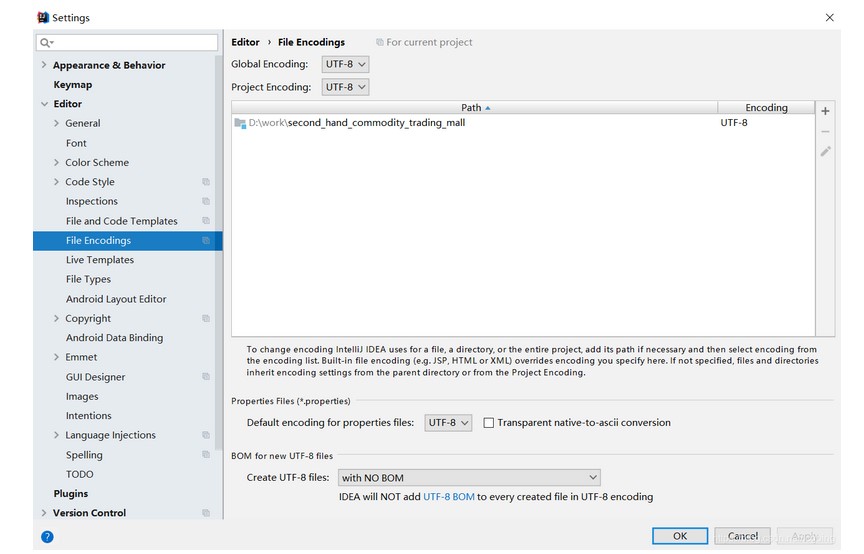 Settings
Appearance & Behavior
Keymap
Editor
General
Font
Color Scheme
Code Style
Inspections
File and Code Templates
File Encodings
Live Templates
File Types
Android Layout Editor
Copyright
Android Data Binding
Emmet
GUI Designer
Images
Intentions
Language Injections
Spelling
TODO
Plugins
Version Control
Editor › File Encodings For current project
Global Encoding: UTF-8
Project Encoding: UTF-8
Path Encoding
D:\work\second_hand_commodity_trading_mall UTF-8
To change encoding IntelliJ IDEA uses for a file, a directory, or the entire project, add its path if necessary and then select encoding from
the encoding list. Built-in file encoding (e.g. JSP, HTML or XML) overrides encoding you specify here. If not specified, files and directories
inherit encoding settings from the parent directory or from the Project Encoding.
Properties Files (*.properties)
Default encoding for properties files: UTF-8 Transparent native-to-ascii conversion
BOM for new UTF-8 files
Create UTF-8 files: with NO BOM
IDEA will NOT add UTF-8 BOM to every created file in UTF-8 encoding
? OK Cancel Apply